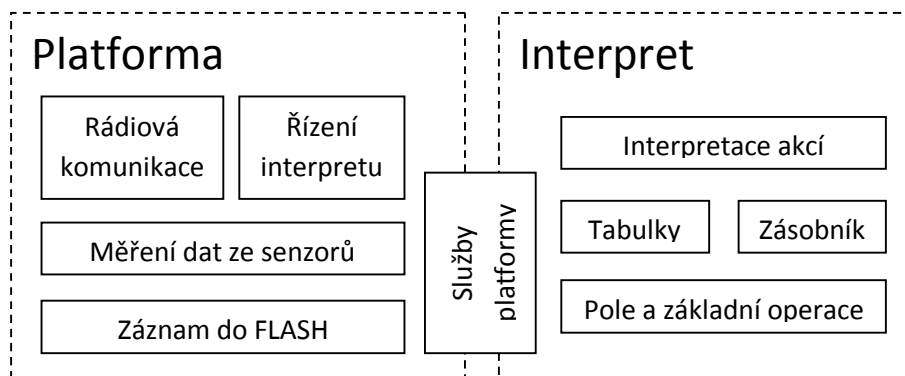 Platforma
Rádiová
komunikace
Řízení
interpretu
Měření dat ze senzorů
Záznam do FLASH
Služby
platformy
Interpret
Interpretace akcí
Tabulky
Zásobník
Pole a základní operace